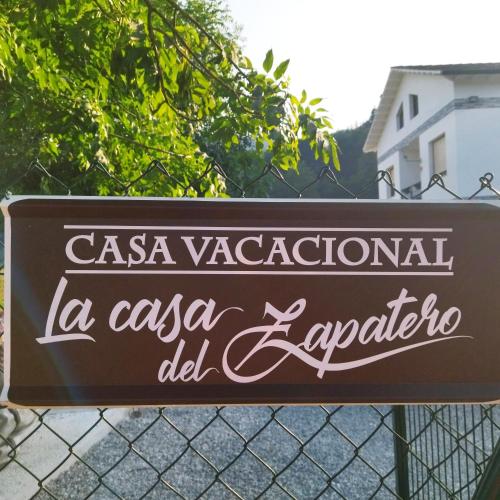 CASA VACACIONAL
La casa
del Zapatero